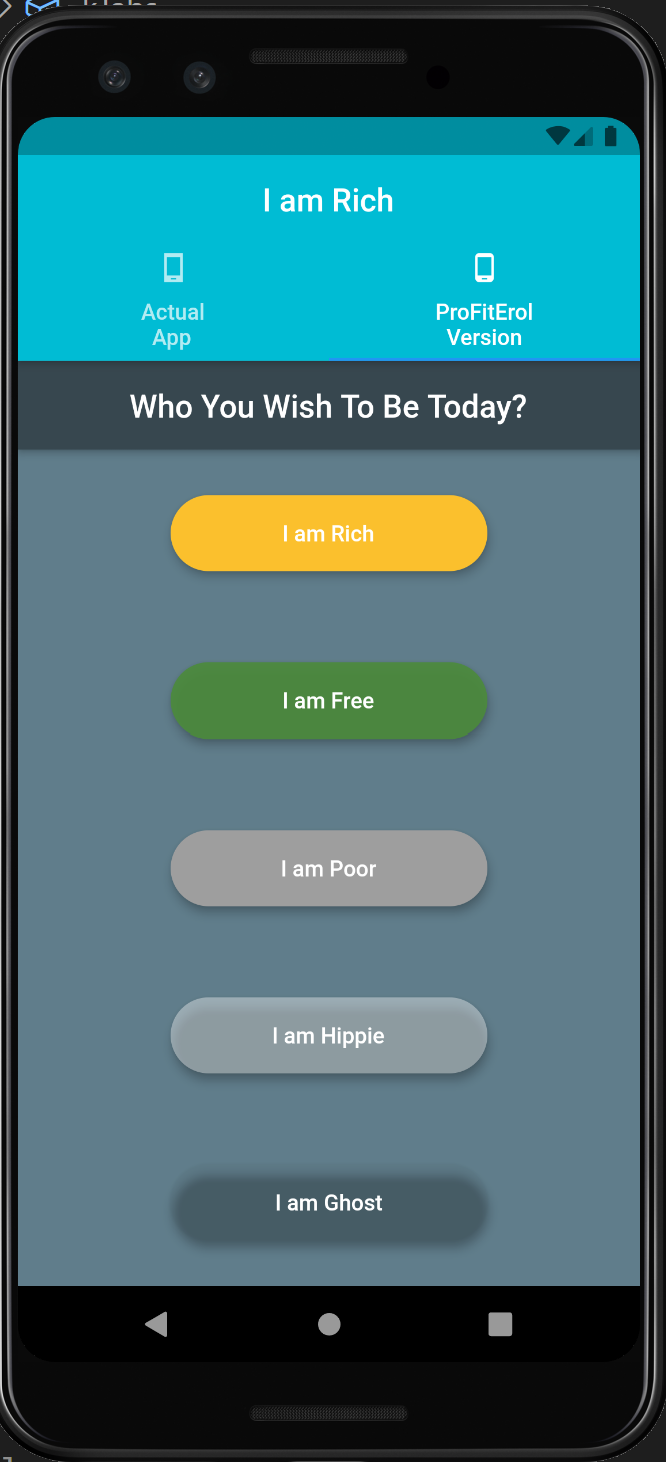 I am Rich
Actual
App
ProFitErol
Version
Who You Wish To Be Today?
I am Rich
I am Free
I am Poor
I am Hippie
I am Ghost